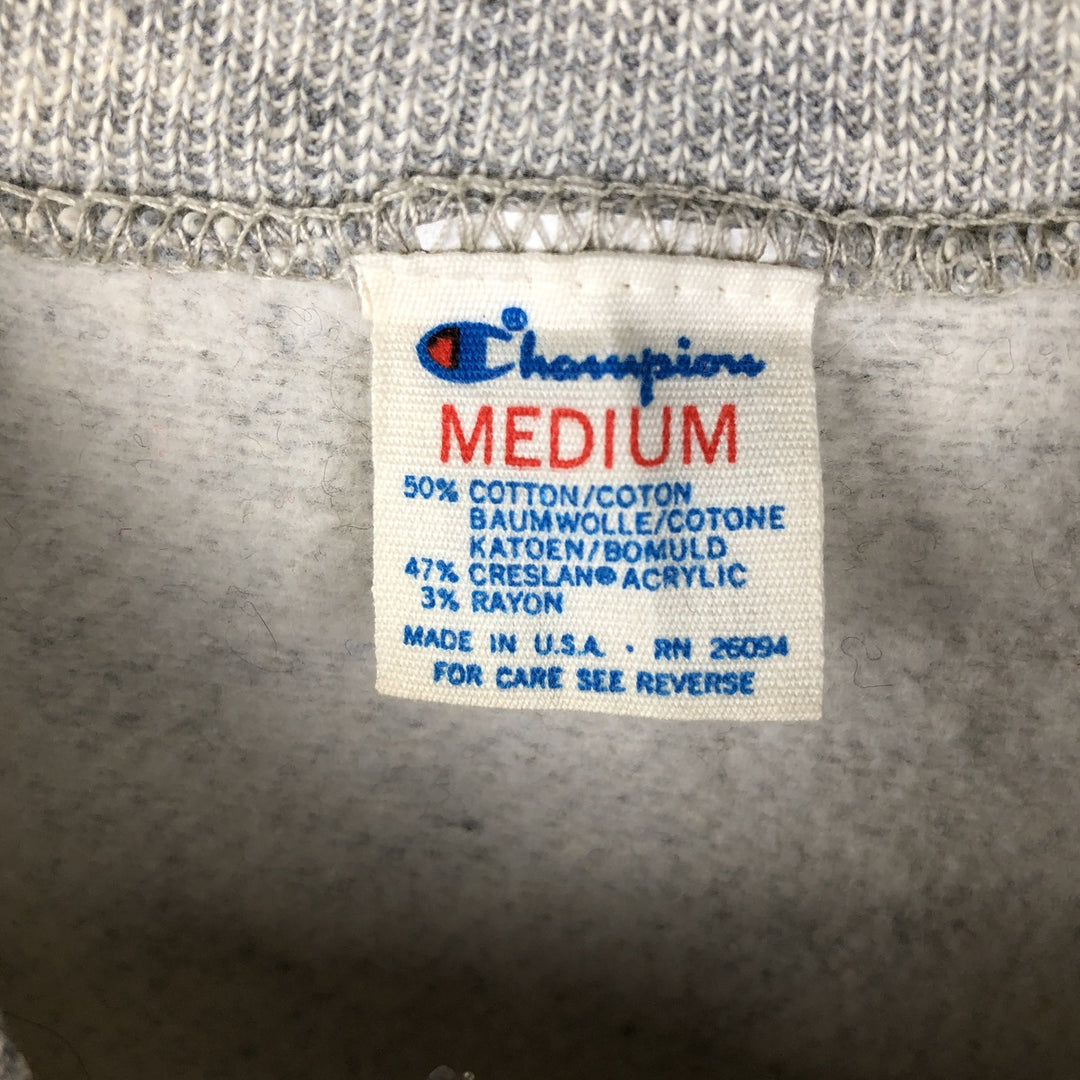 Champion®
MEDIUM
50% COTTON/COTON
BAUMWOLLE/COTONE
KATOEN/BOMULD
47% CRESLAN® ACRYLIC
3% RAYON
MADE IN U.S.A. · RN 26094
FOR CARE SEE REVERSE